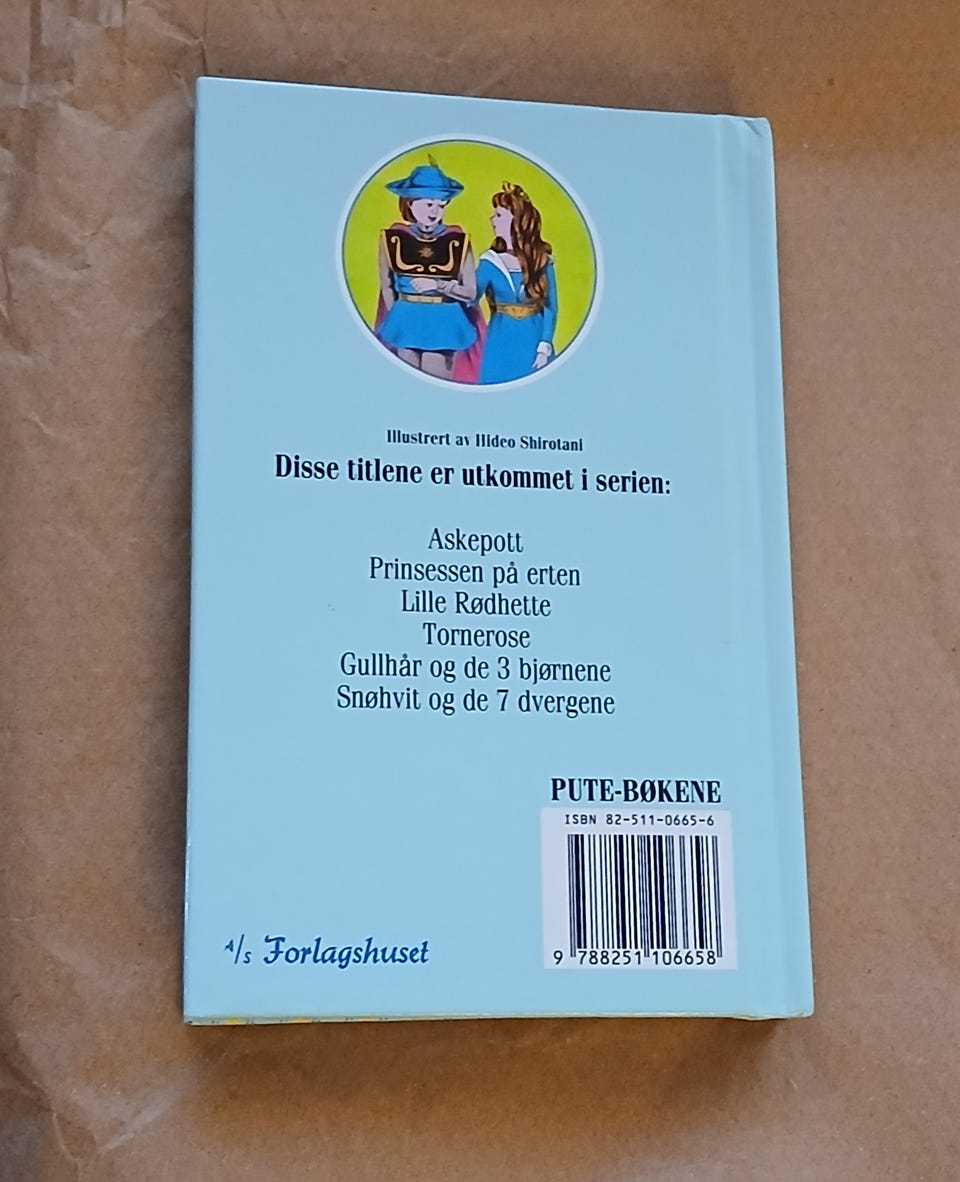 Illustrert av Hideo Shirotani
Disse titlene er utkommet i serien:
Askepott
Prinsessen på erten
Lille Rødhette
Tornerose
Gullhår og de 3 bjørnene
Snøhvit og de 7 dvergene
PUTE-BØKENE
ISBN 82-511-0665-6
9 788251 106658
A/S Forlagshuset